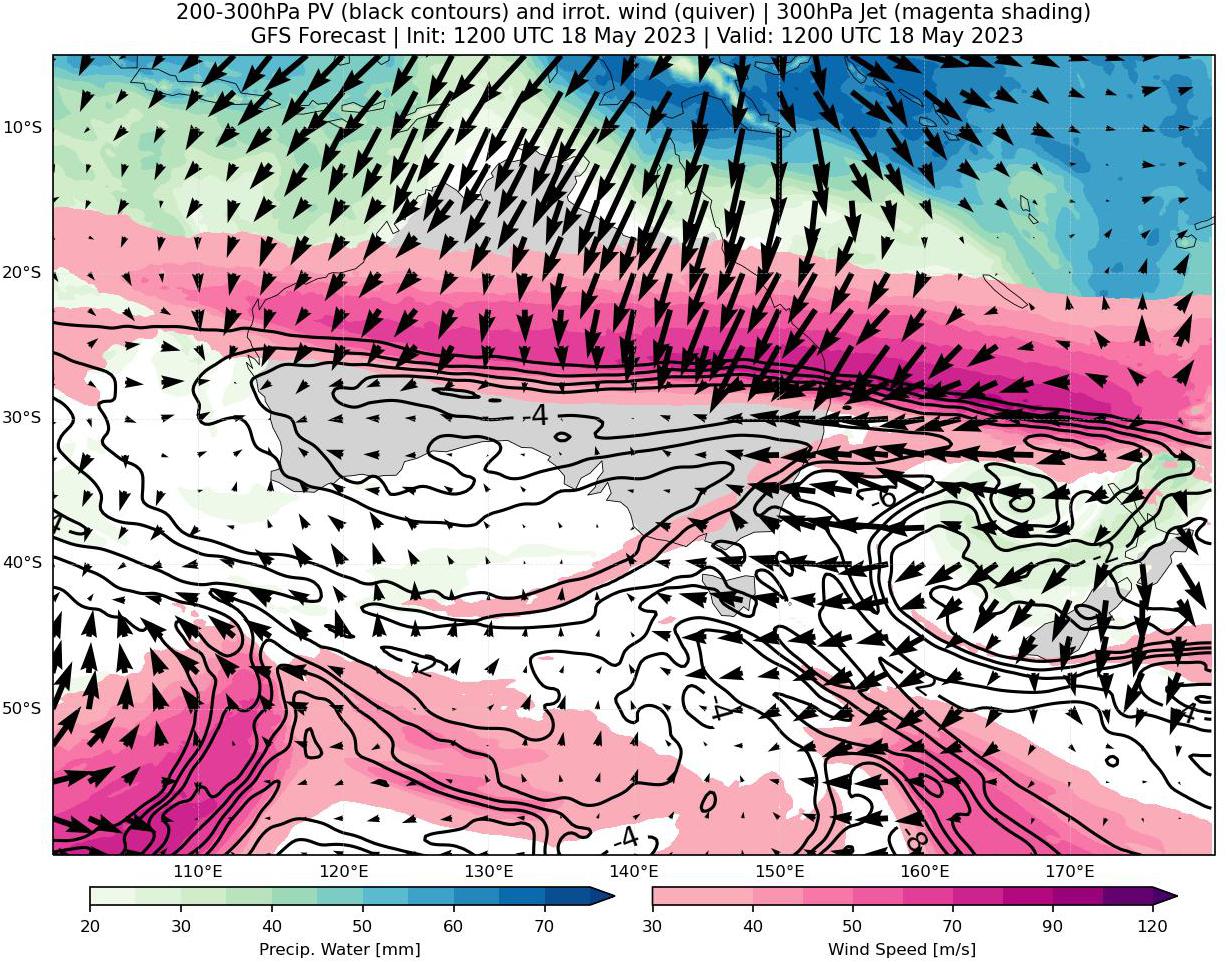 200-300hPa PV (black contours) and irrot. wind (quiver) | 300hPa Jet (magenta shading)
GFS Forecast | Init: 1200 UTC 18 May 2023 | Valid: 1200 UTC 18 May 2023
10°S
20°S
-4
30°S
-6
40°S
-2
50°S
-4
-4
-4
-8
110°E 120°E 130°E 140°E 150°E 160°E 170°E
20 30 40 50 60 70
30 40 50 70 90 120
Precip. Water [mm]
Wind Speed [m/s]